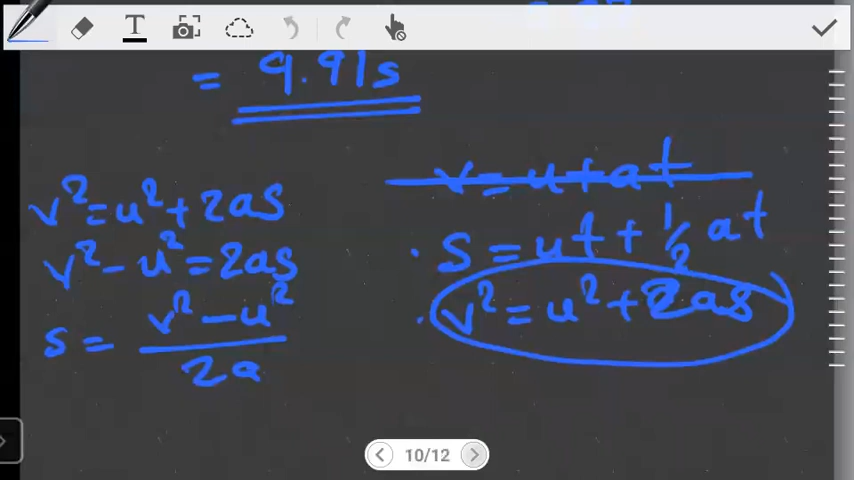 T
= 9.91s
v² = u² + 2as
v² - u² = 2as
s = v² - u² / 2a
v = u + at
. s = ut + 1/2 at
. v² = u² + 2as
10/12